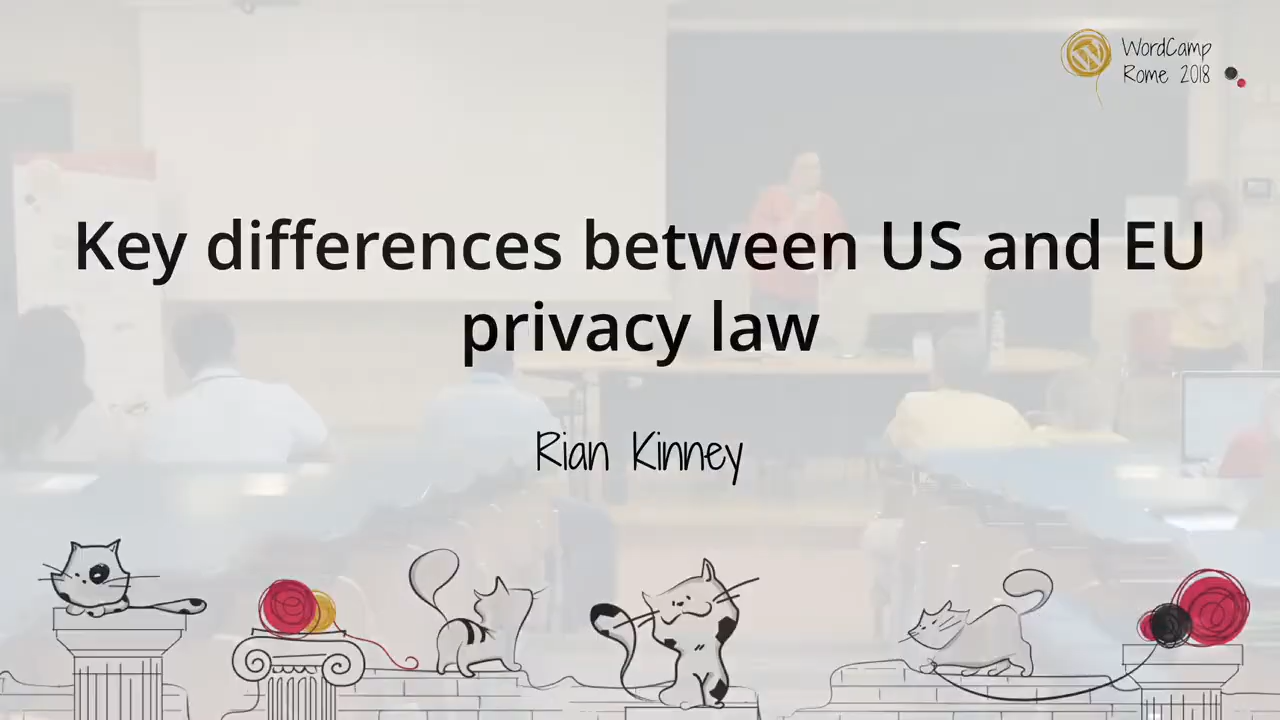 WordCamp
Rome 2018
Key differences between US and EU
privacy law
Rian Kinney